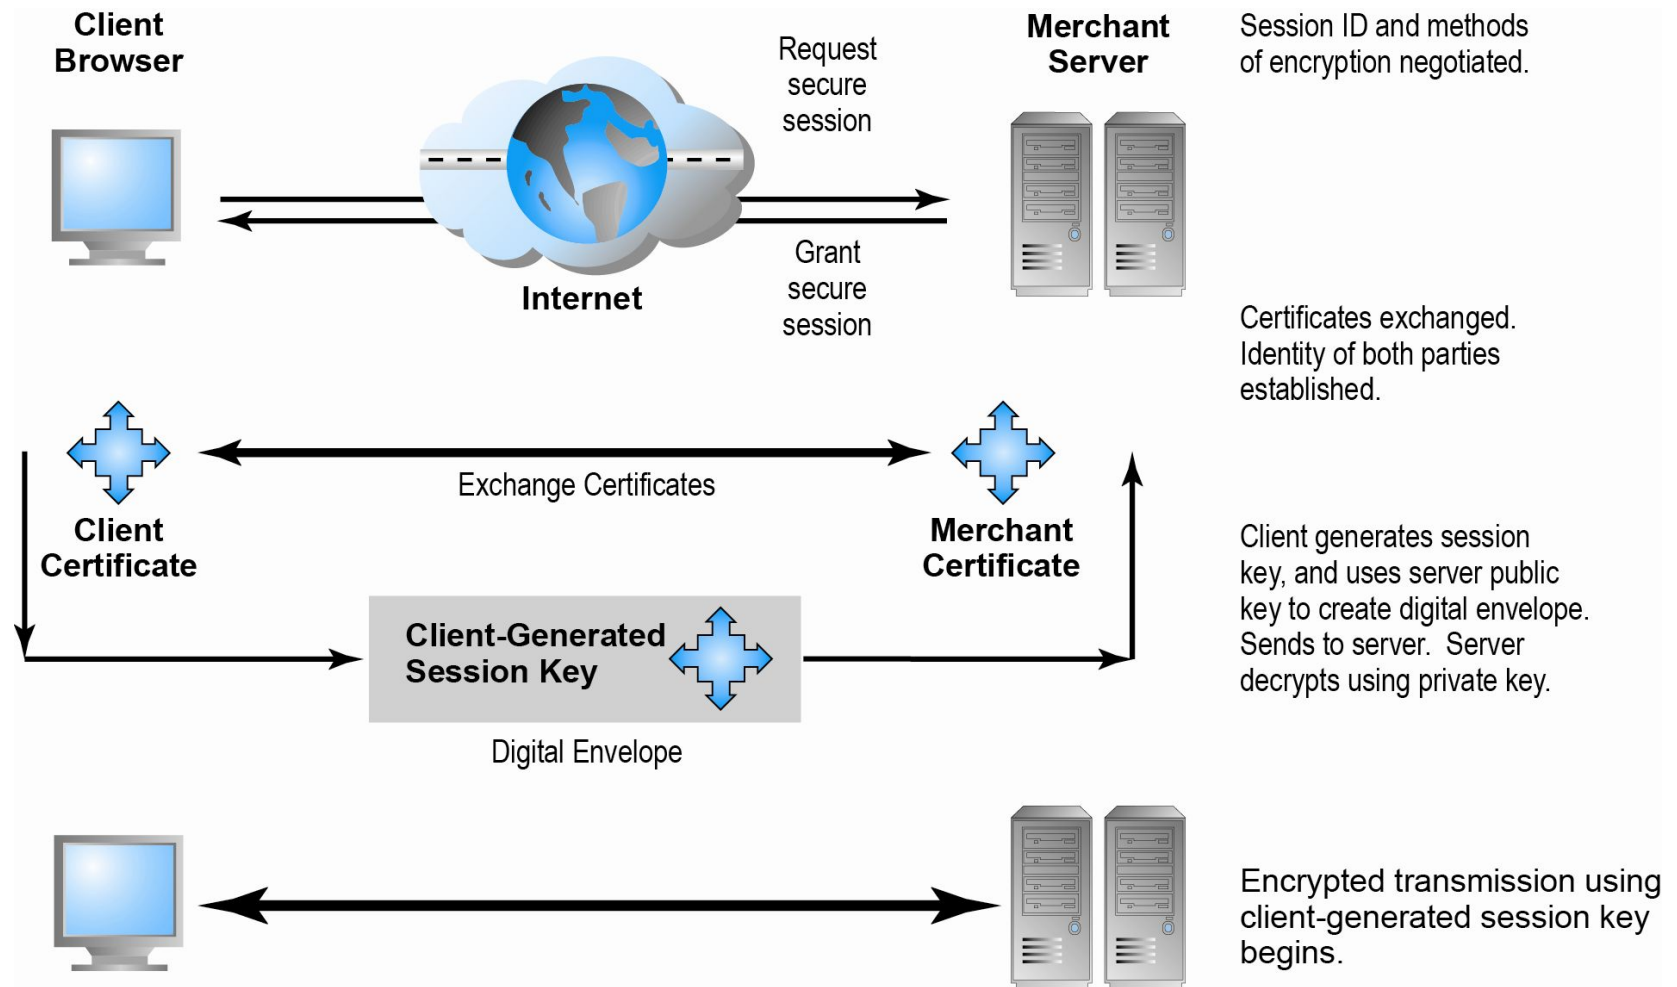 Client
Browser
Request
secure
session
Merchant
Server
Session ID and methods
of encryption negotiated.
Internet
Grant
secure
session
Certificates exchanged.
Identity of both parties
established.
Exchange Certificates
Client
Certificate
Merchant
Certificate
Client generates session
key, and uses server public
key to create digital envelope.
Sends to server. Server
decrypts using private key.
Client-Generated
Session Key
Digital Envelope
Encrypted transmission using
client-generated session key
begins.